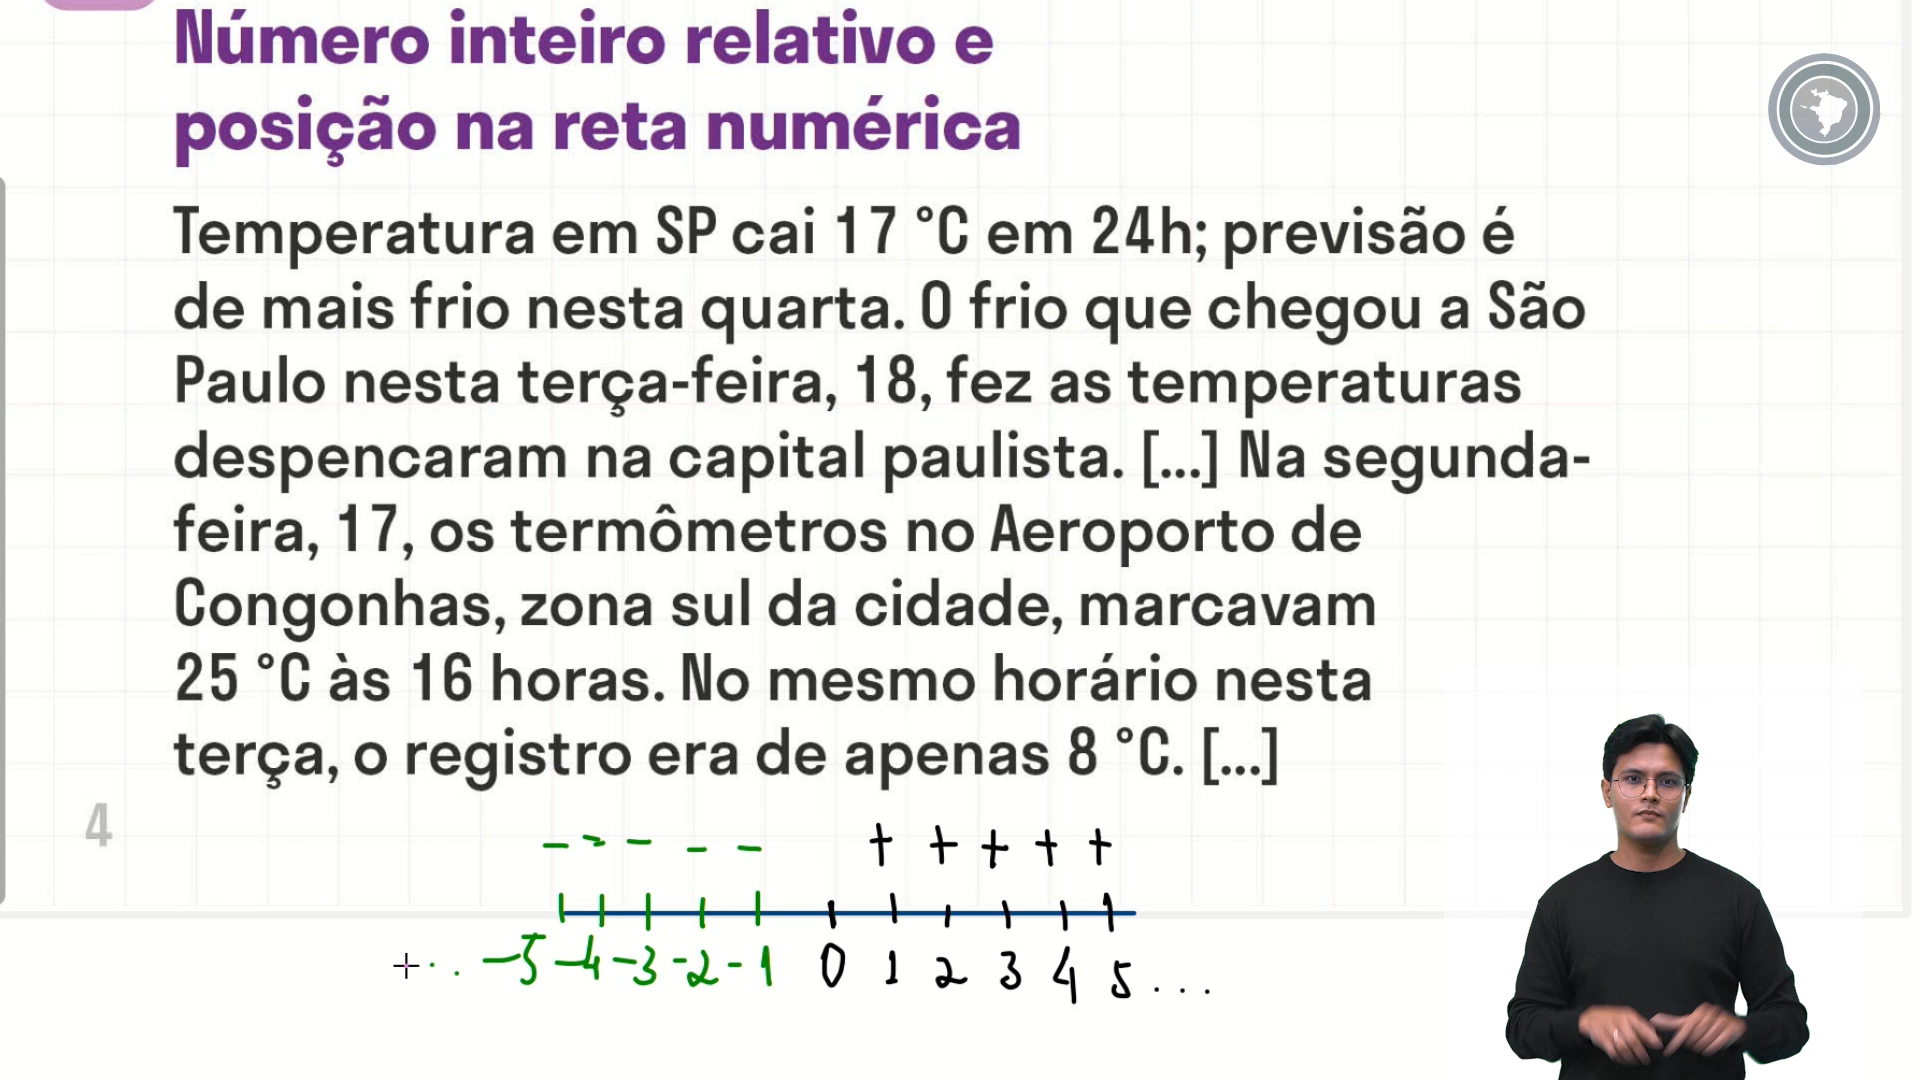 Número inteiro relativo e
posição na reta numérica
Temperatura em SP cai 17 °C em 24h; previsão é
de mais frio nesta quarta. O frio que chegou a São
Paulo nesta terça-feira, 18, fez as temperaturas
despencaram na capital paulista. [...] Na segunda-
feira, 17, os termômetros no Aeroporto de
Congonhas, zona sul da cidade, marcavam
25 °C às 16 horas. No mesmo horário nesta
terça, o registro era de apenas 8 °C. [...]
4
- - - - - + + + + +
.. -5 -4 -3 -2 -1 0 1 2 3 4 5 ...